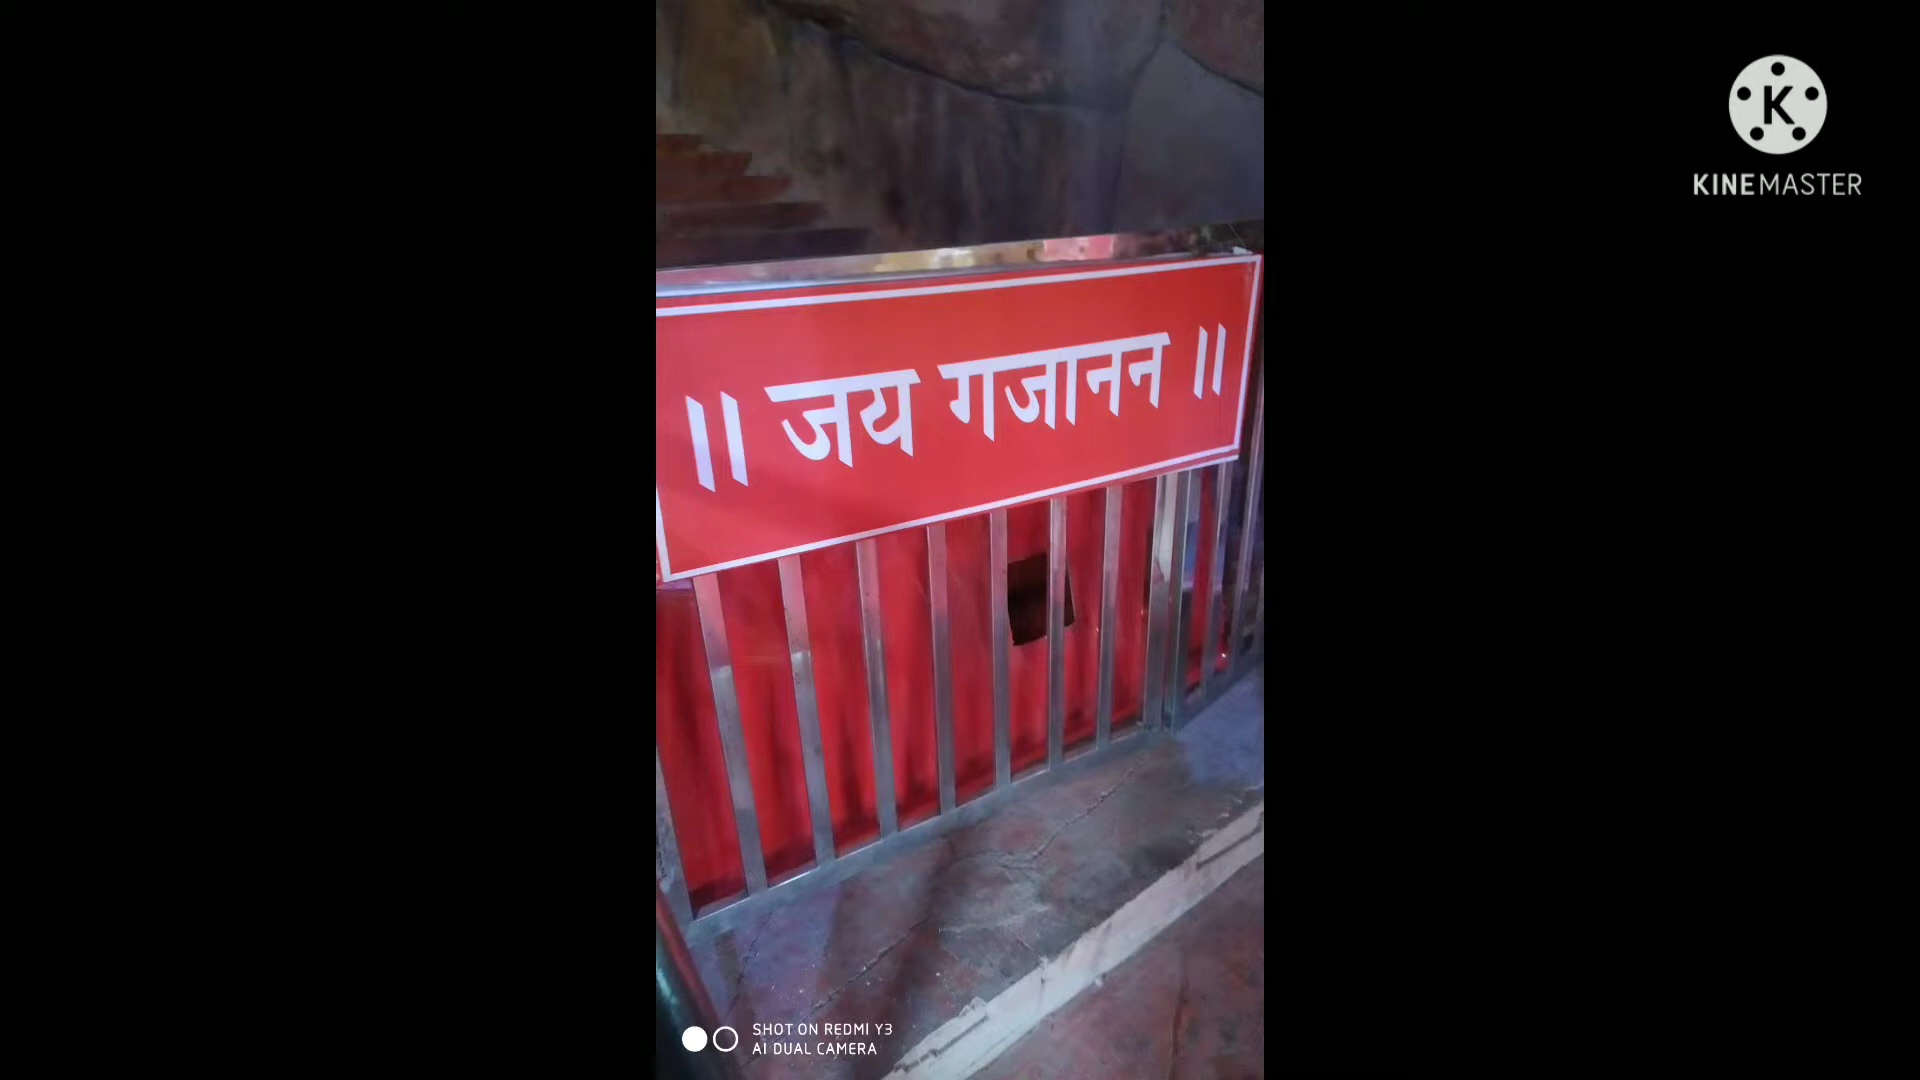 KINEMASTER
|| जय गजानन ||
SHOT ON REDMI Y3
AI DUAL CAMERA